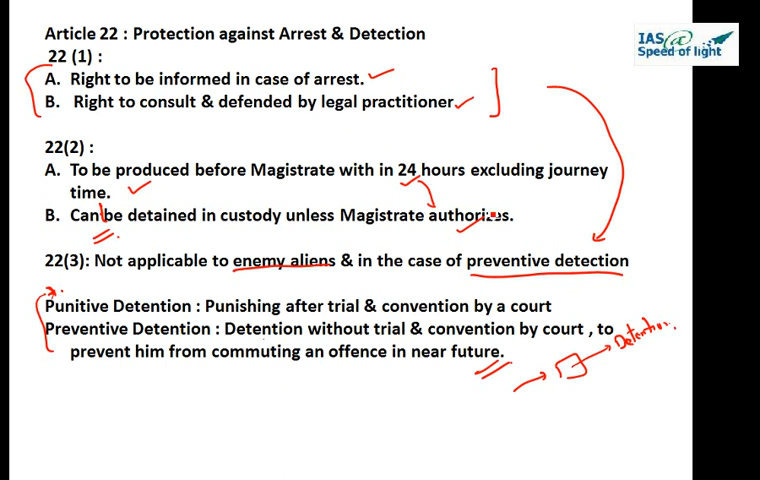 Article 22 : Protection against Arrest & Detection
IAS@
Speed of light
22 (1) :
A. Right to be informed in case of arrest.
B. Right to consult & defended by legal practitioner
22(2) :
A. To be produced before Magistrate with in 24 hours excluding journey
time.
B. Can be detained in custody unless Magistrate authorizes.
22(3): Not applicable to enemy aliens & in the case of preventive detection
Punitive Detention : Punishing after trial & convention by a court
Preventive Detention : Detention without trial & convention by court , to
prevent him from commuting an offence in near future.
Detention.